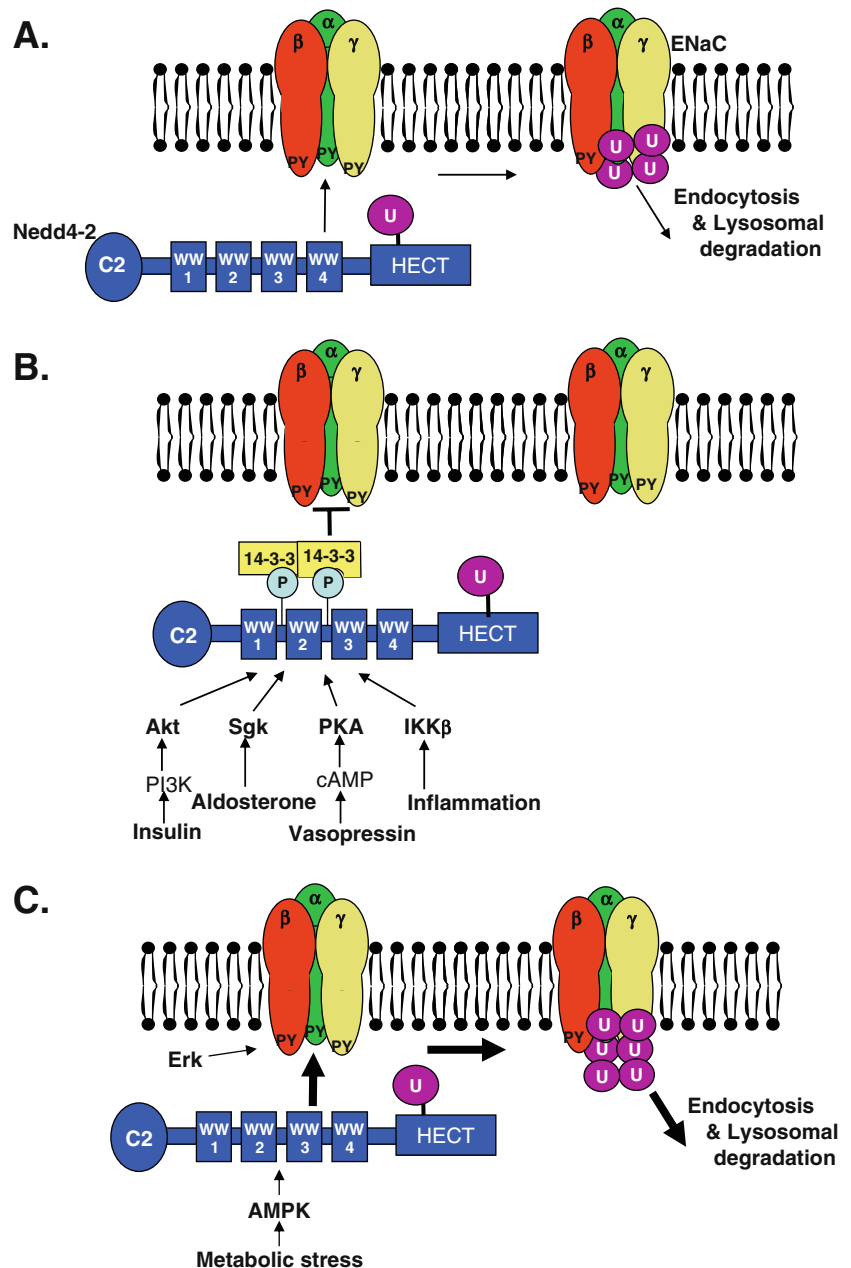 A.
β α γ
PY PY PY
β α γ ENaC
PY U U
U U
Endocytosis
& Lysosomal
degradation
Nedd4-2
U
C2 WW 1 WW 2 WW 3 WW 4 HECT
B.
β α γ
PY PY PY
β α γ
PY PY PY
14-3-3 14-3-3
P P
U
C2 WW 1 WW 2 WW 3 WW 4 HECT
Akt Sgk PKA IKKβ
PI3K cAMP
Aldosterone Inflammation
Insulin Vasopressin
C.
β α γ
PY PY PY
β α γ
PY U U
U U
U U
Erk
U
C2 WW 1 WW 2 WW 3 WW 4 HECT
Endocytosis
& Lysosomal
degradation
AMPK
Metabolic stress